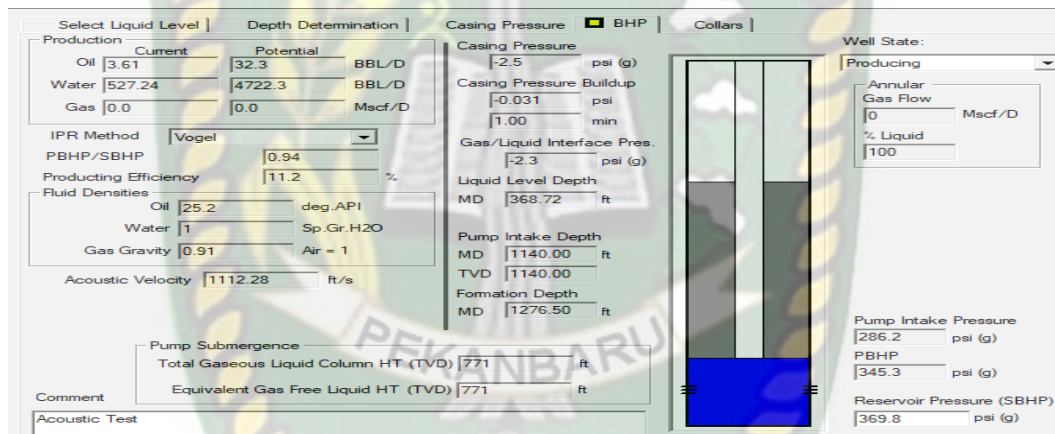 Select Liquid Level | Depth Determination | Casing Pressure BHP | Collars |
Production
Current Potential
Oil 3.61 32.3 BBL/D
Water 527.24 4722.3 BBL/D
Gas 0.0 0.0 Mscf/D
IPR Method Vogel
PBHP/SBHP 0.94
Producting Efficiency 11.2 %
Fluid Densities
Oil 25.2 deg.API
Water 1 Sp.Gr.H2O
Gas Gravity 0.91 Air = 1
Acoustic Velocity 1112.28 ft/s
Casing Pressure
-2.5 psi (g)
Casing Pressure Buildup
-0.031 psi
1.00 min
Gas/Liquid Interface Pres.
-2.3 psi (g)
Liquid Level Depth
MD 368.72 ft
Pump Intake Depth
MD 1140.00 ft
TVD 1140.00
Formation Depth
MD 1276.50 ft
Well State:
Producing
Annular
Gas Flow
0 Mscf/D
% Liquid
100
Pump Intake Pressure
286.2 psi (g)
PBHP
345.3 psi (g)
Reservoir Pressure (SBHP)
369.8 psi (g)
Pump Submergence
Total Gaseous Liquid Column HT (TVD) 771 ft
Equivalent Gas Free Liquid HT (TVD) 771 ft
Comment
Acoustic Test
PEKANBARU